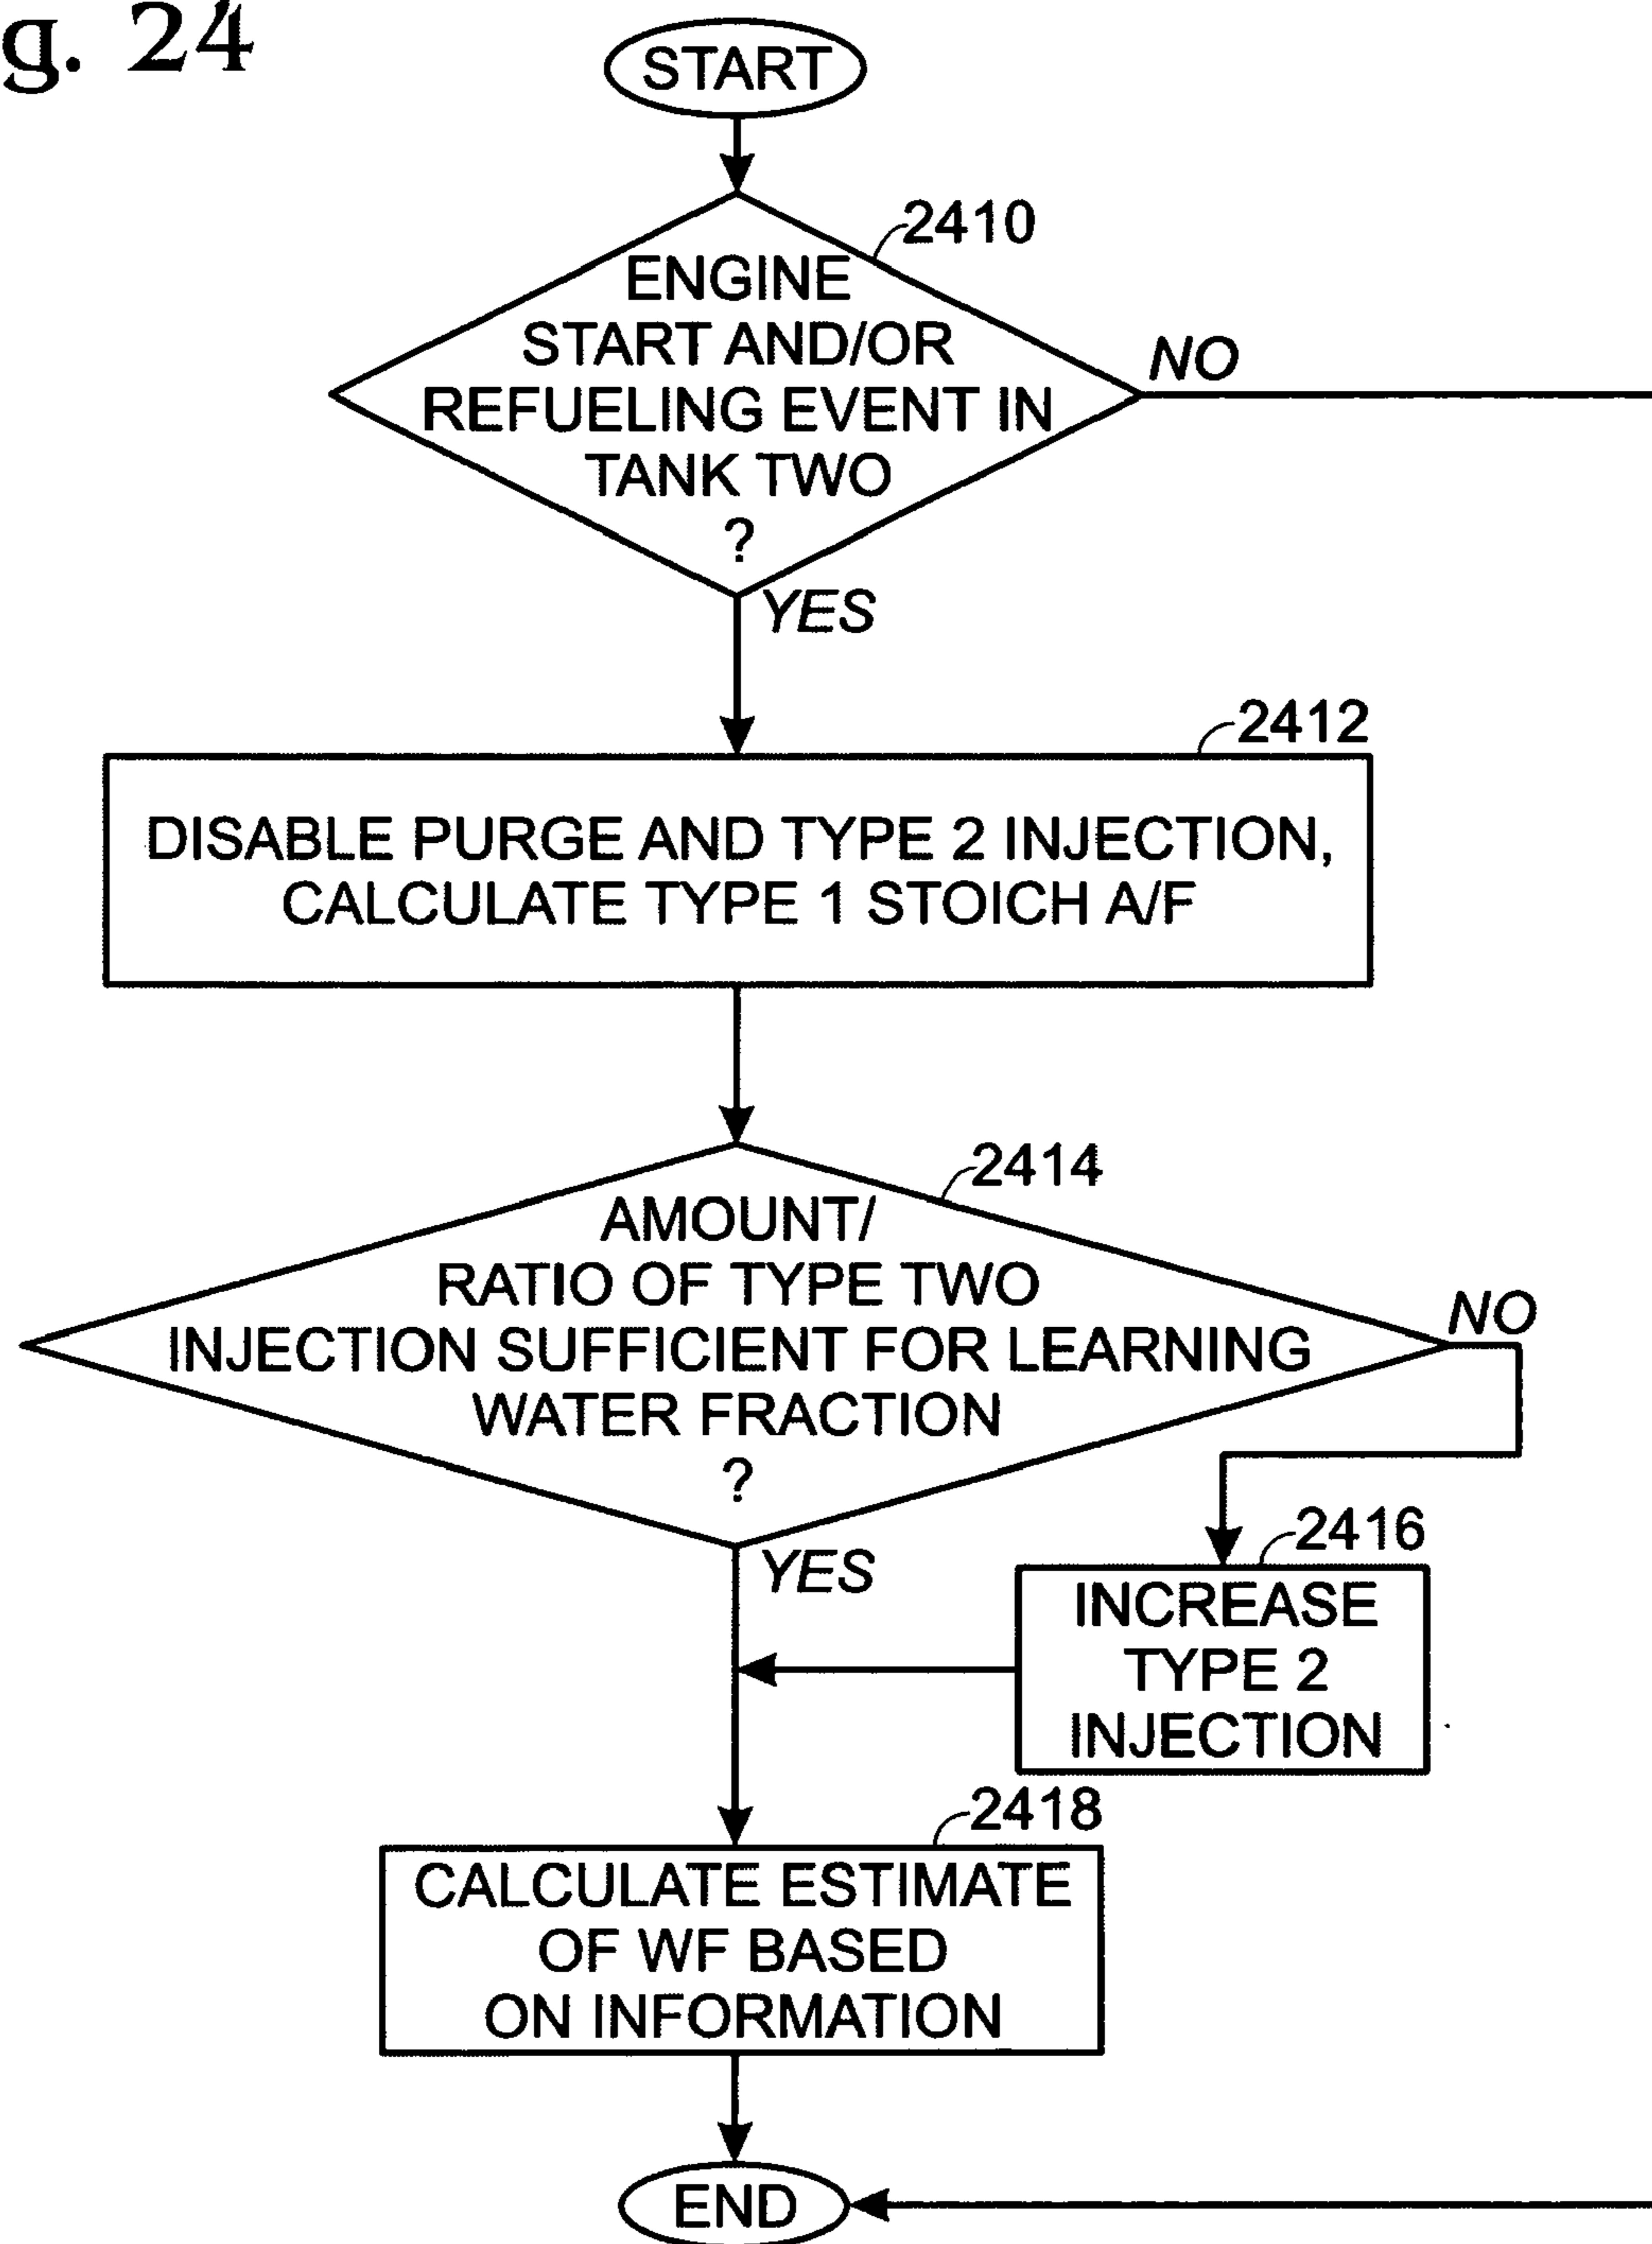 g. 24
START
2410
ENGINE
START AND/OR
REFUELING EVENT IN
TANK TWO
?
NO
YES
2412
DISABLE PURGE AND TYPE 2 INJECTION,
CALCULATE TYPE 1 STOICH A/F
2414
AMOUNT/
RATIO OF TYPE TWO
INJECTION SUFFICIENT FOR LEARNING
WATER FRACTION
?
NO
YES
2416
INCREASE
TYPE 2
INJECTION
2418
CALCULATE ESTIMATE
OF WF BASED
ON INFORMATION
END